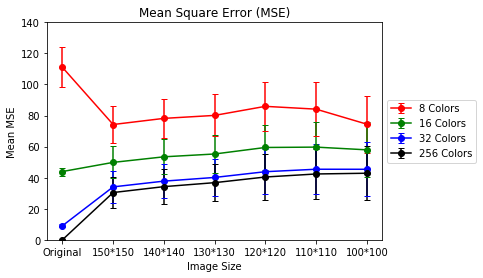 Mean Square Error (MSE)
Mean MSE
140
120
100
80
60
40
20
0
Original 150*150 140*140 130*130 120*120 110*110 100*100
Image Size
8 Colors
16 Colors
32 Colors
256 Colors